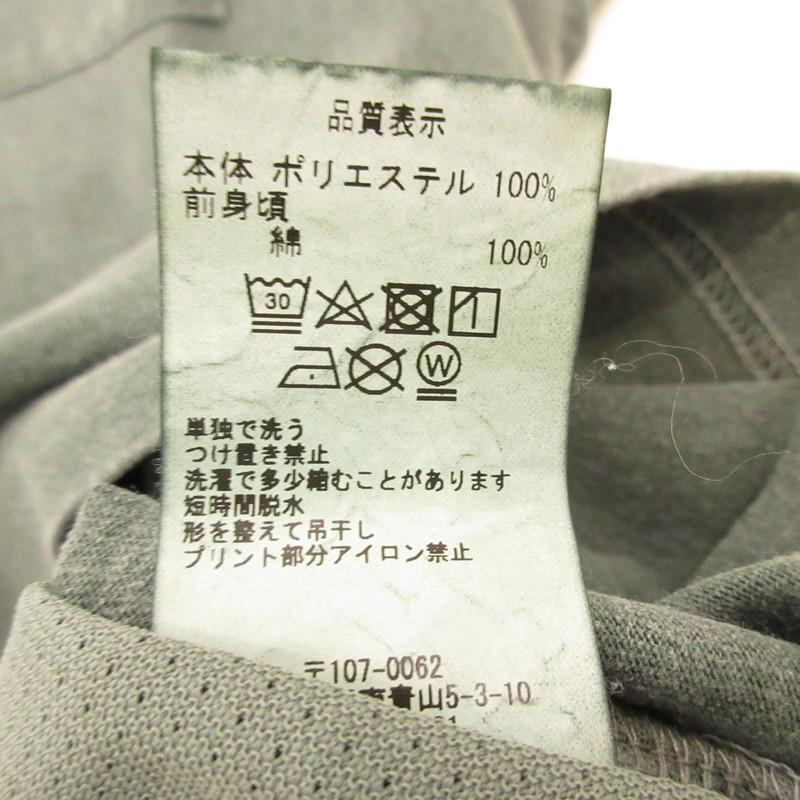 品質表示
本体 ポリエステル 100%
前身頃
綿 100%
30
W
単独で洗う
つけ置き禁止
洗濯で多少縮むことがあります
短時間脱水
形を整えて吊干し
プリント部分アイロン禁止
〒107-0062
青山5-3-10